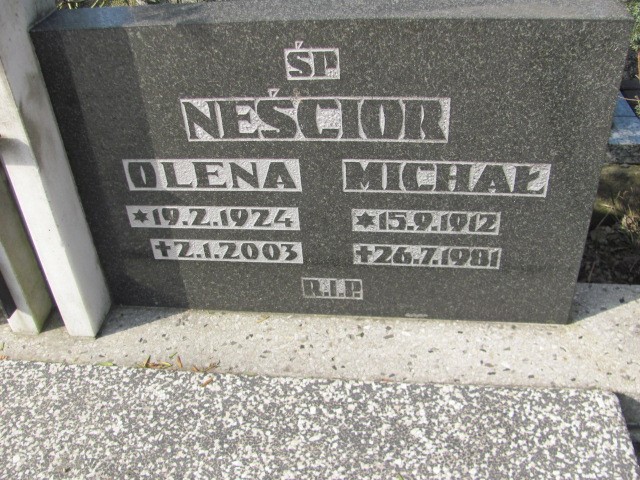 ŚP.
NEŚCIOR
OLENA MICHAŁ
*19.2.1924 *15.9.1912
+2.1.2003 +26.7.1981
R.I.P.